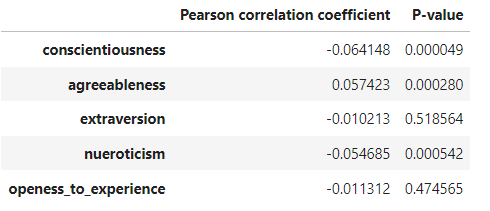 Pearson correlation coefficient P-value
conscientiousness -0.064148 0.000049
agreeableness 0.057423 0.000280
extraversion -0.010213 0.518564
nueroticism -0.054685 0.000542
openess_to_experience -0.011312 0.474565